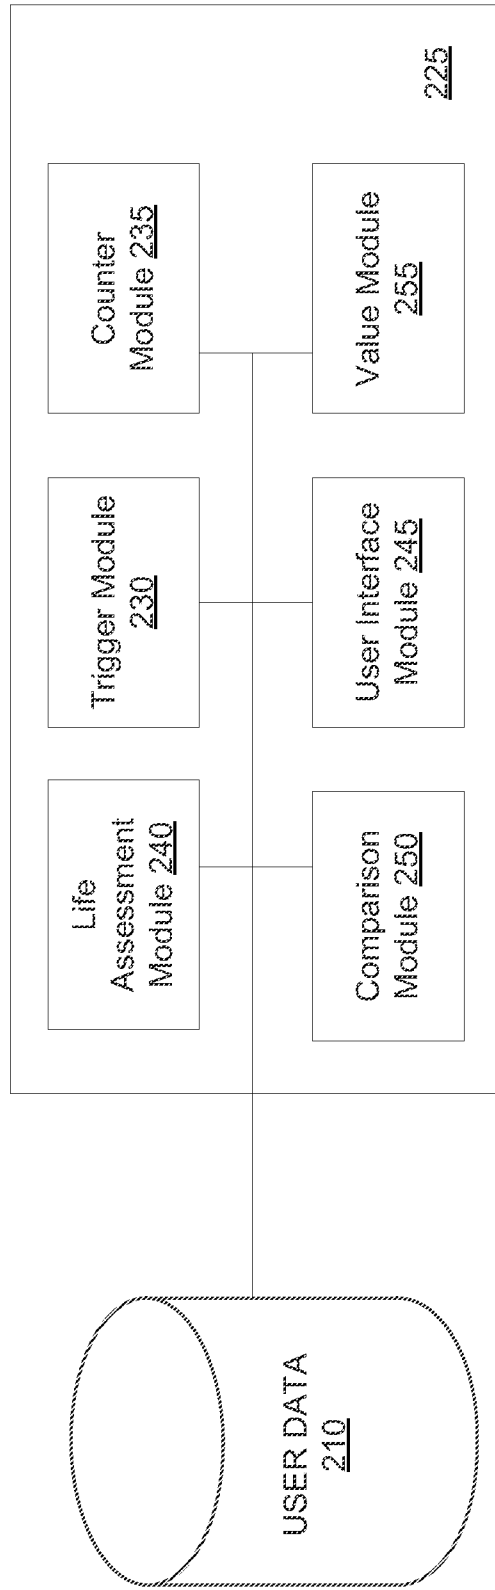 Life
Assessment
Module 240
Trigger Module
230
Counter
Module 235
Comparison
Module 250
User Interface
Module 245
Value Module
255
225
USER DATA
210